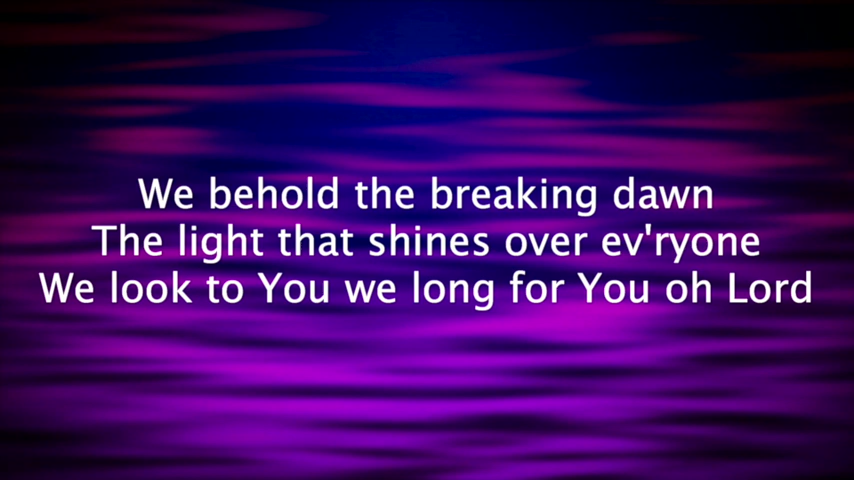 We behold the breaking dawn
The light that shines over ev'ryone
We look to You we long for You oh Lord